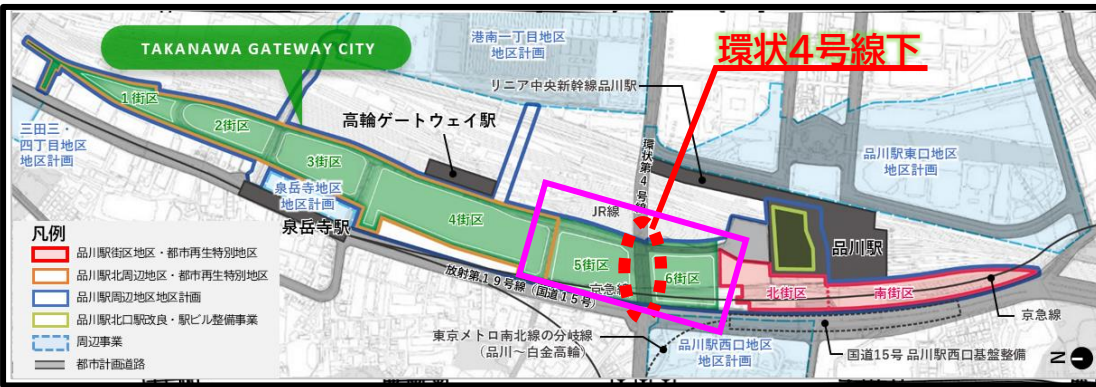 TAKANAWA GATEWAY CITY
港南一丁目地区
地区計画
環状4号線下
リニア中央新幹線品川駅
1街区
2街区
高輪ゲートウェイ駅
三田三・
四丁目地区
地区計画
3街区
環状第4号線
品川駅東口地区
地区計画
泉岳寺地区
地区計画
泉岳寺駅
4街区
JR線
品川駅
凡例
品川駅街区地区・都市再生特別地区
品川駅北周辺地区・都市再生特別地区
品川駅周辺地区地区計画
品川駅北口駅改良・駅ビル整備事業
周辺事業
都市計画道路
5街区
6街区
京急線
北街区
南街区
放射第19号線(国道15号)
東京メトロ南北線の分岐線
(品川~白金高輪)
品川駅西口地区
地区計画
京急線
国道15号 品川駅西口基盤整備
N